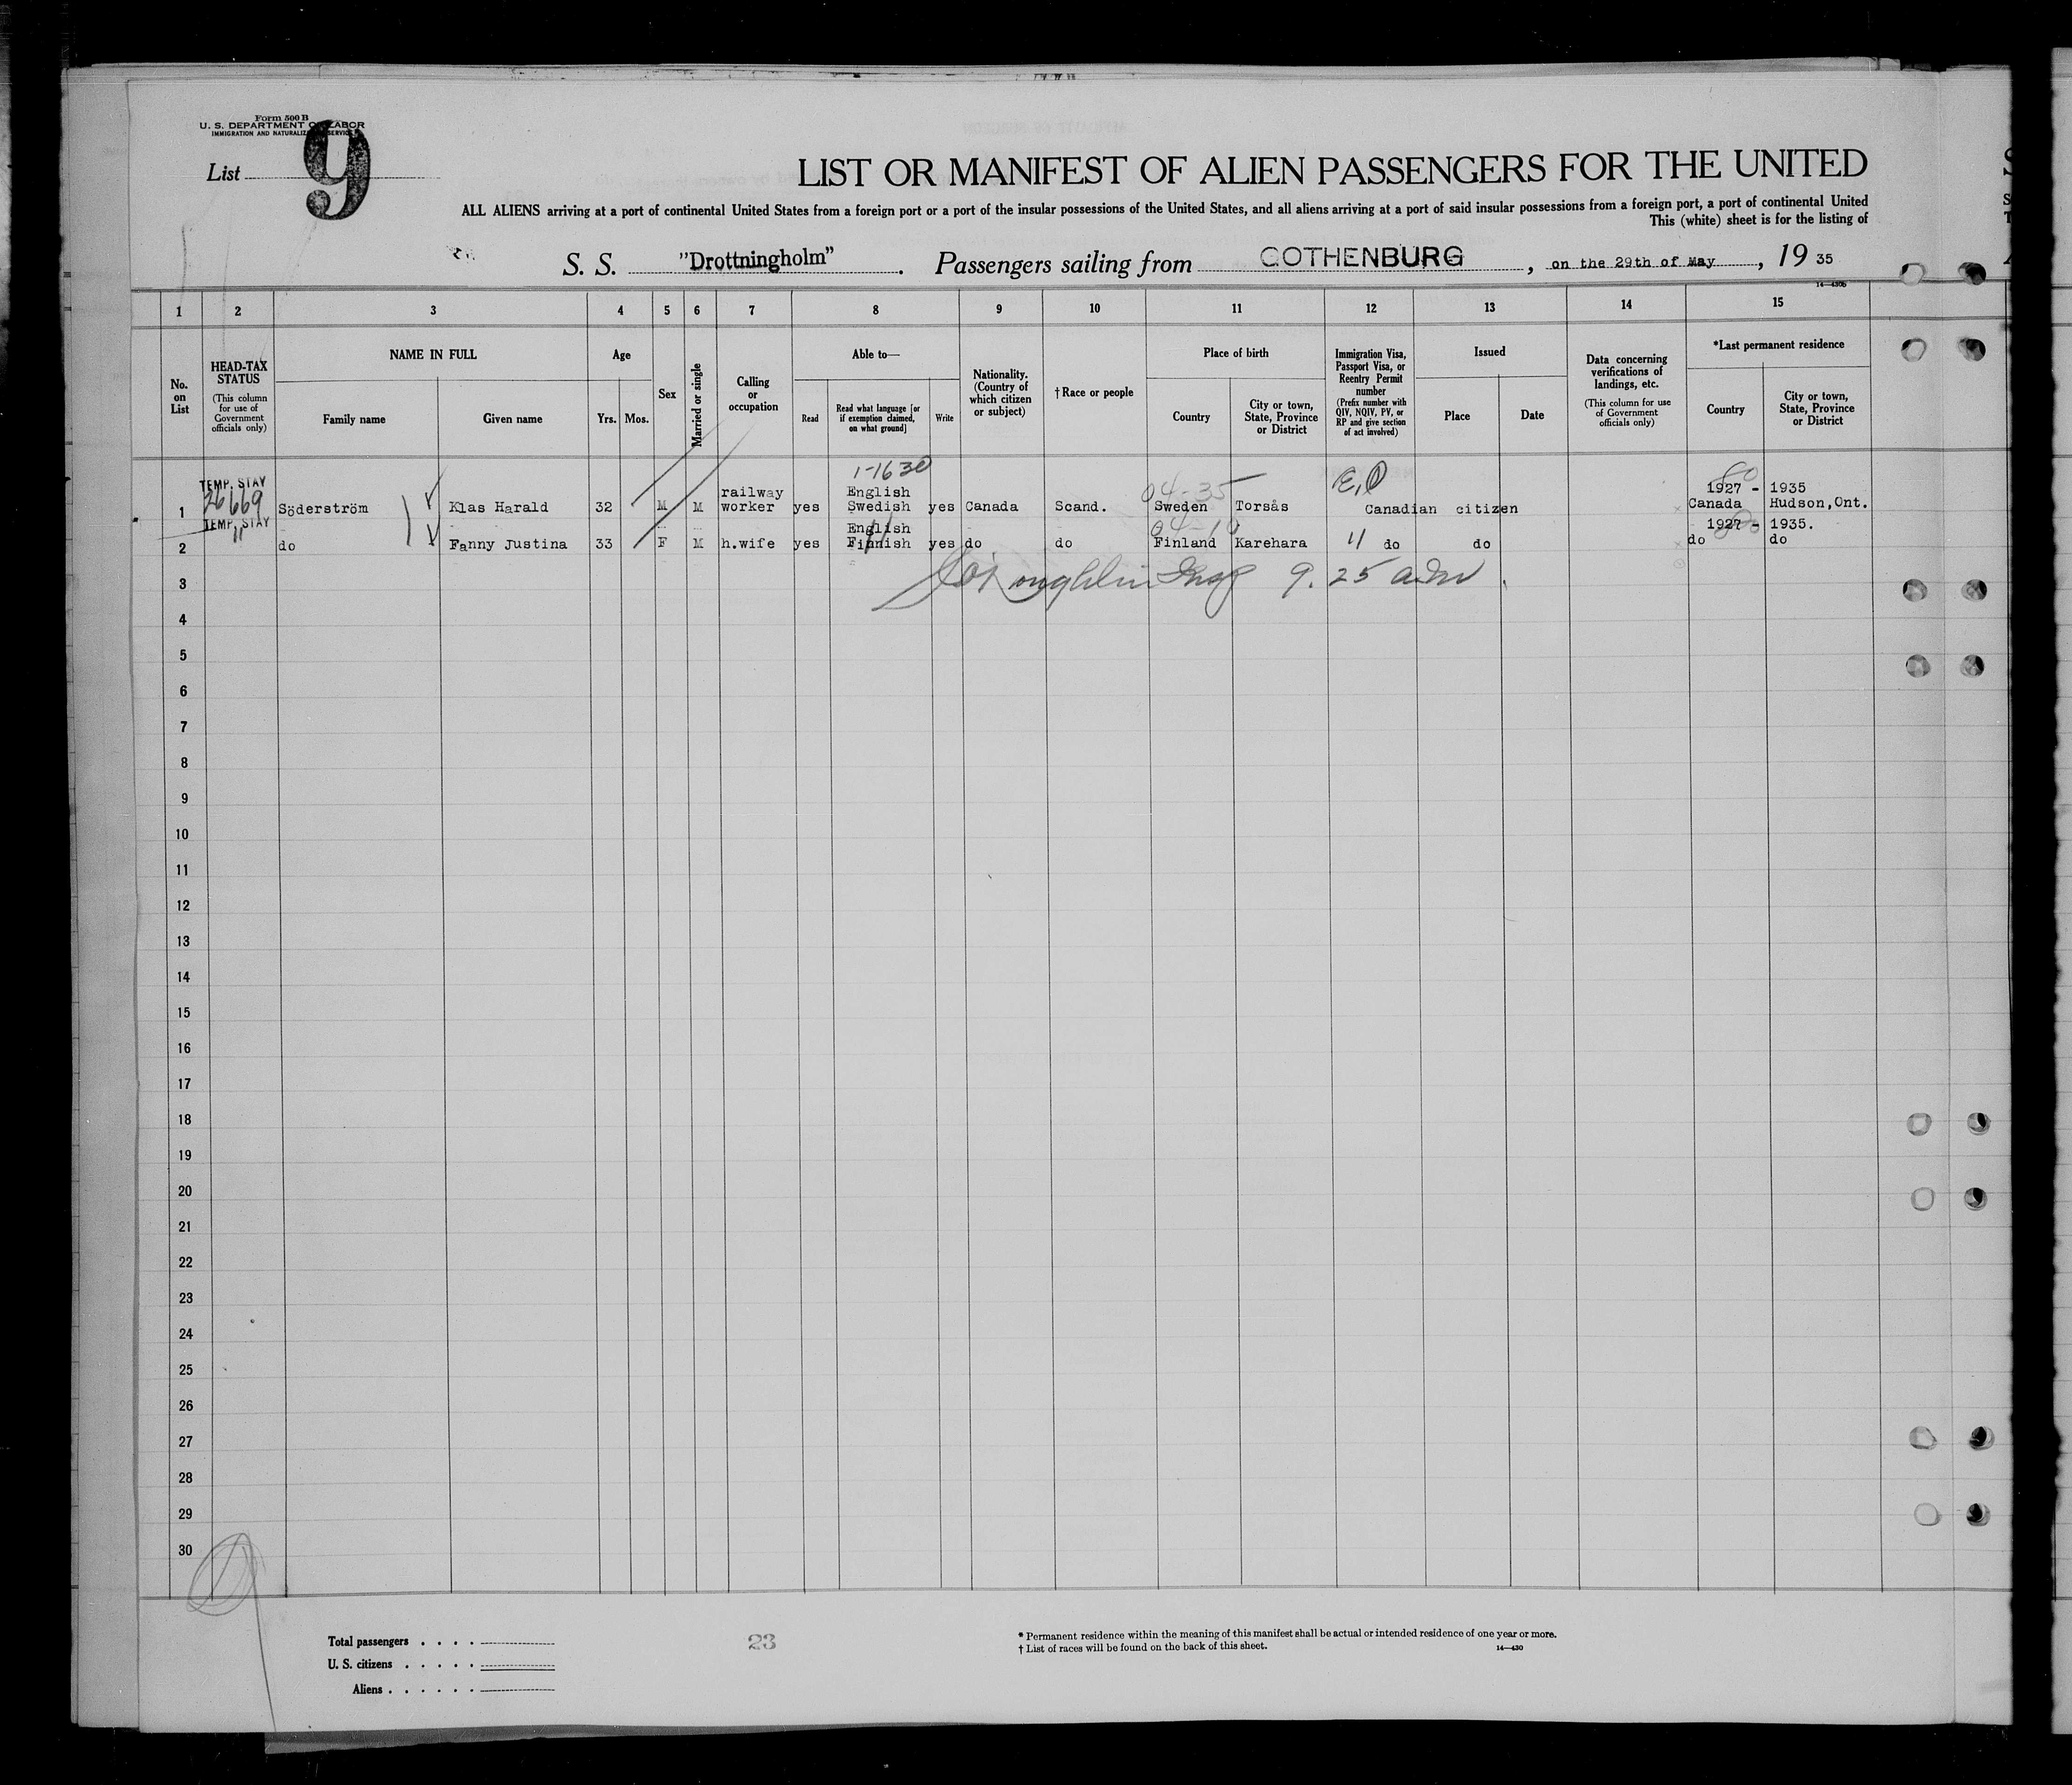 Form 500 B
U. S. DEPARTMENT OF LABOR
IMMIGRATION AND NATURALIZATION SERVICE
List 9
LIST OR MANIFEST OF ALIEN PASSENGERS FOR THE UNITED
ALL ALIENS arriving at a port of continental United States from a foreign port or a port of the insular possessions of the United States, and all aliens arriving at a port of said insular possessions from a foreign port, a port of continental United
This (white) sheet is for the listing of
S. S. "Drottningholm". Passengers sailing from GOTHENBURG, on the 29th of May, 19 35
1 2 3 4 5 6 7 8 9 10 11 12 13 14 15
No. on List
HEAD-TAX STATUS
(This column for use of Government officials only)
NAME IN FULL
Family name
Given name
Age
Yrs. Mos.
Sex
Married or single
Calling or occupation
Able to—
Read
Read what language [or if exemption claimed, on what ground]
Write
Nationality. (Country of which citizen or subject)
† Race or people
Place of birth
Country
City or town, State, Province or District
Immigration Visa, Passport Visa, or Reentry Permit number
(Prefix number with QIV, NQIV, PV, or RP and give section of act involved)
Issued
Place
Date
Data concerning verifications of landings, etc.
(This column for use of Government officials only)
*Last permanent residence
Country
City or town, State, Province or District
1-1630
TEMP. STAY 26669
1 Söderström Klas Harald 32 M M railway worker yes English Swedish yes Canada Scand. 04-35 Sweden Torsås Canadian citizen 1927 - 1935 Canada Hudson,Ont.
TEMP. STAY "
2 do Fanny Justina 33 F M h.wife yes English Finnish yes do do Finland Karehara do do 1927 - 1935. do do
9.25 am
3
4
5
6
7
8
9
10
11
12
13
14
15
16
17
18
19
20
21
22
23
24
25
26
27
28
29
30
Total passengers . . . .
U. S. citizens . . . . .
Aliens . . . . . .
23
* Permanent residence within the meaning of this manifest shall be actual or intended residence of one year or more.
† List of races will be found on the back of this sheet.
14—430